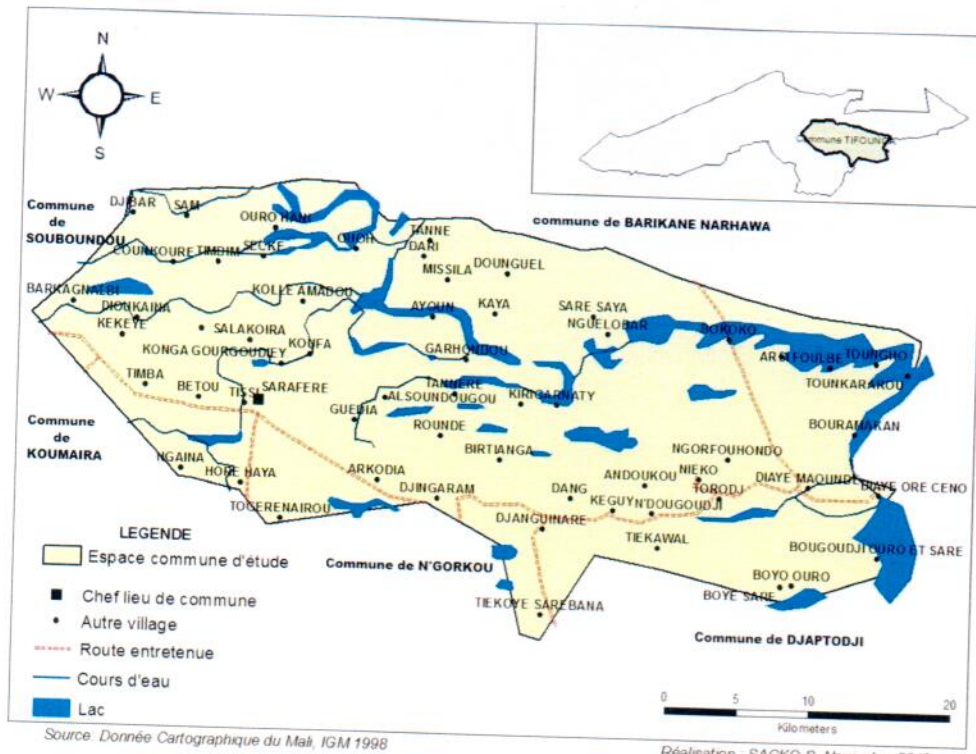 N
W E
S
Commune TIFOUNGA
Commune de SOUBOUNDOU
commune de BARIKANE NARHAWA
DJIBAR
SAM
OURO HANI
TANNE
OUOH
DARI
COUNKOURE
TIMDIM
SECKE
MISSILA
DOUNGUEL
BARKAGNAEBI
KOLLE AMADOU
DIOUKAINA
AYOUN
KAYA
SARE SAYA
KEKEYE
SALAKOIRA
NGUELOBAR
BOKOKO
KONGA GOURGOUDIEY
KOUFA
GARHONDOU
FOULBE
TOUNGHO
TIMBA
BETOU
TISSI
SARAFERE
TANNERE
TOUNKARAROU
ALSOUNDOUGOU
KIRIGARNATY
GUEDIA
Commune de KOUMAIRA
ROUNDE
BOURAMAKAN
BIRTIANGA
NGORFOUHONDO
NGAINA
HORE HAYA
ARKODIA
ANDOUKOU
NIEKO
DIAYE MAOUNDE
DJINGARAM
DANG
TORODJ
DIAYE ORE CENO
TOGERENAIROU
KEGUY
N'DOUGOUDJI
DJANGUINARE
TIEKAWAL
BOUGOUDJI OURO ET SARE
Commune de N'GORKOU
BOYO OURO
BOYE SARE
TIEKOYE SAREBANA
Commune de DJAPTODJI
LEGENDE
Espace commune d'étude
Chef lieu de commune
Autre village
Route entretenue
Cours d'eau
Lac
0 5 10 20
Kilometers
Source: Donnée Cartographique du Mali, IGM 1998